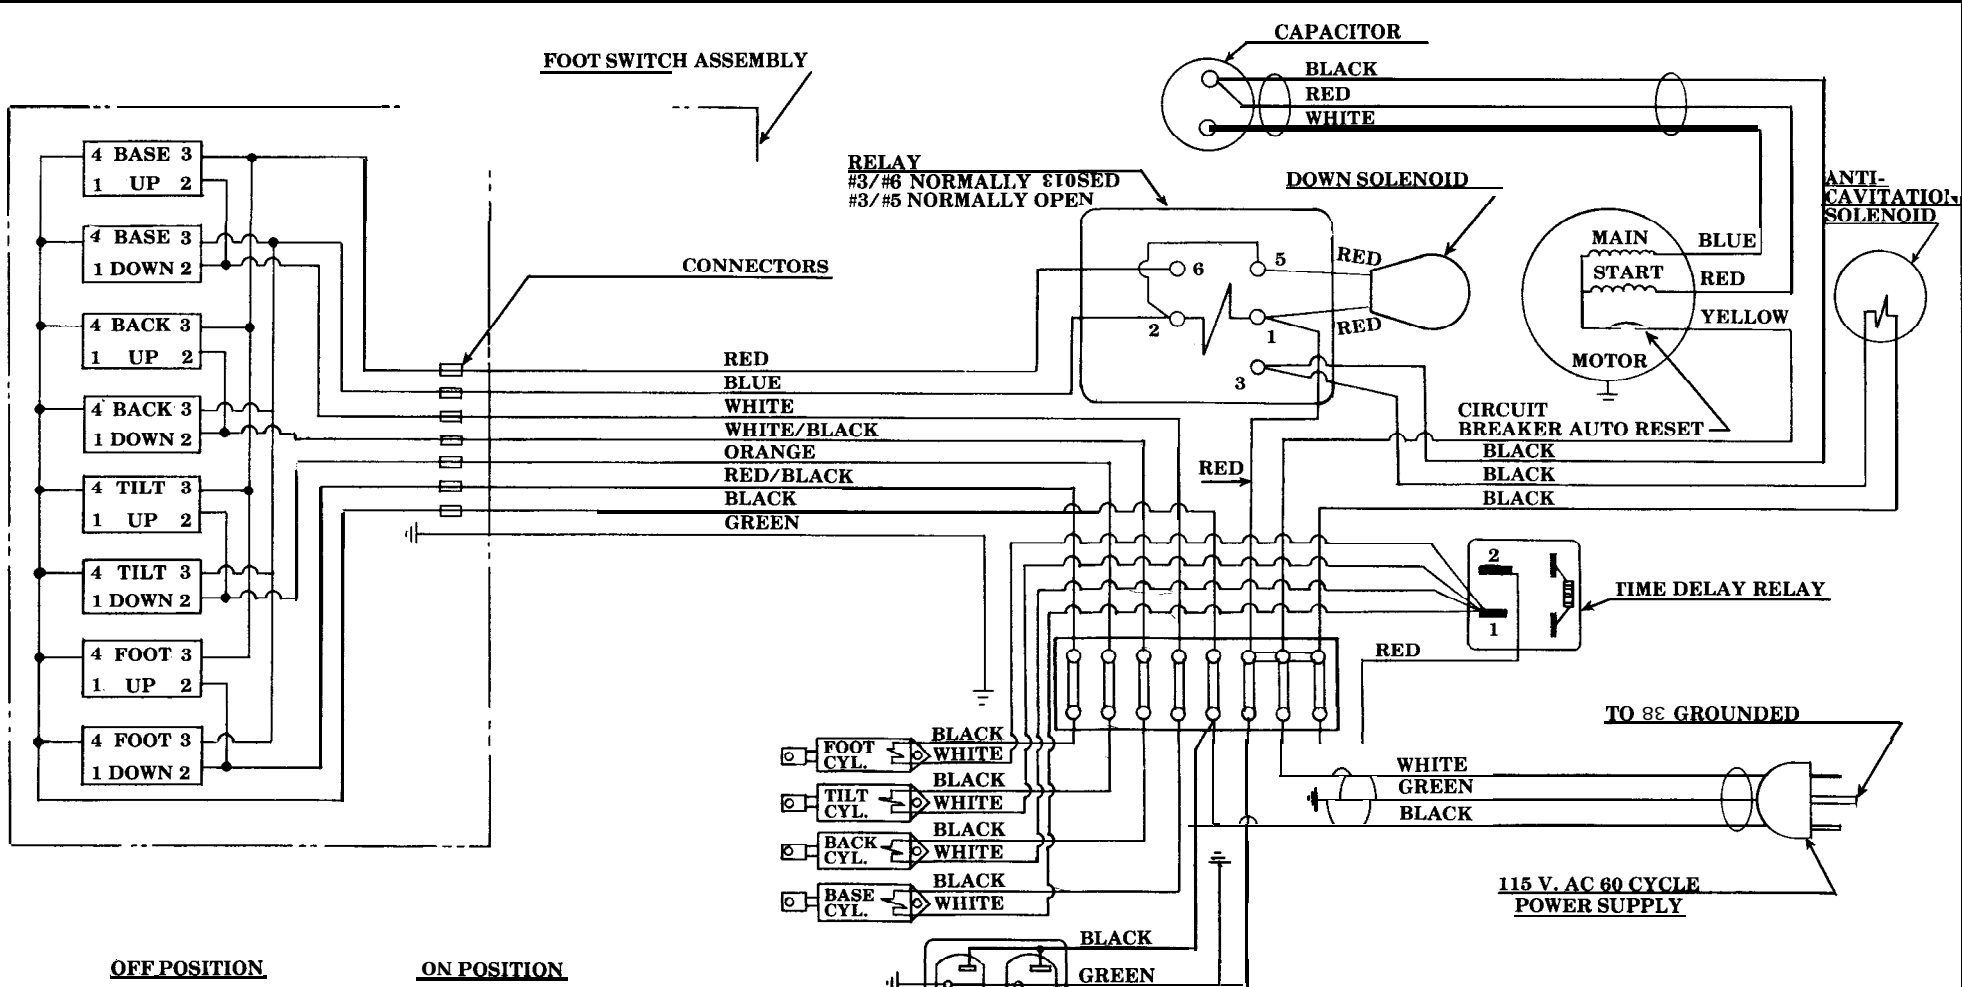 CAPACITOR
FOOT SWITCH ASSEMBLY
BLACK
RED
WHITE
RELAY
#3/#6 NORMALLY
#3/#5 NORMALLY OPEN
DOWN SOLENOID
ANTI-
CAVITATION
SOLENOID
4 BASE 3
1 UP 2
4 BASE 3
1 DOWN 2
4 BACK 3
1 UP 2
4 BACK 3
1 DOWN 2
4 TILT 3
1 UP 2
4 TILT 3
1 DOWN 2
4 FOOT 3
1 UP 2
4 FOOT 3
1 DOWN 2
CONNECTORS
6
5
2
1
3
RED
RED
MAIN
START
MOTOR
BLUE
RED
YELLOW
CIRCUIT
BREAKER AUTO RESET
RED
BLUE
WHITE
WHITE/BLACK
ORANGE
RED/BLACK
BLACK
GREEN
RED
BLACK
BLACK
BLACK
2
1
TIME DELAY RELAY
RED
TO GROUNDED
FOOT
CYL.
BLACK
WHITE
TILT
CYL.
BLACK
WHITE
BACK
CYL.
BLACK
WHITE
BASE
CYL.
BLACK
WHITE
WHITE
GREEN
BLACK
115 V. AC 60 CYCLE
POWER SUPPLY
BLACK
GREEN
OFF POSITION
ON POSITION